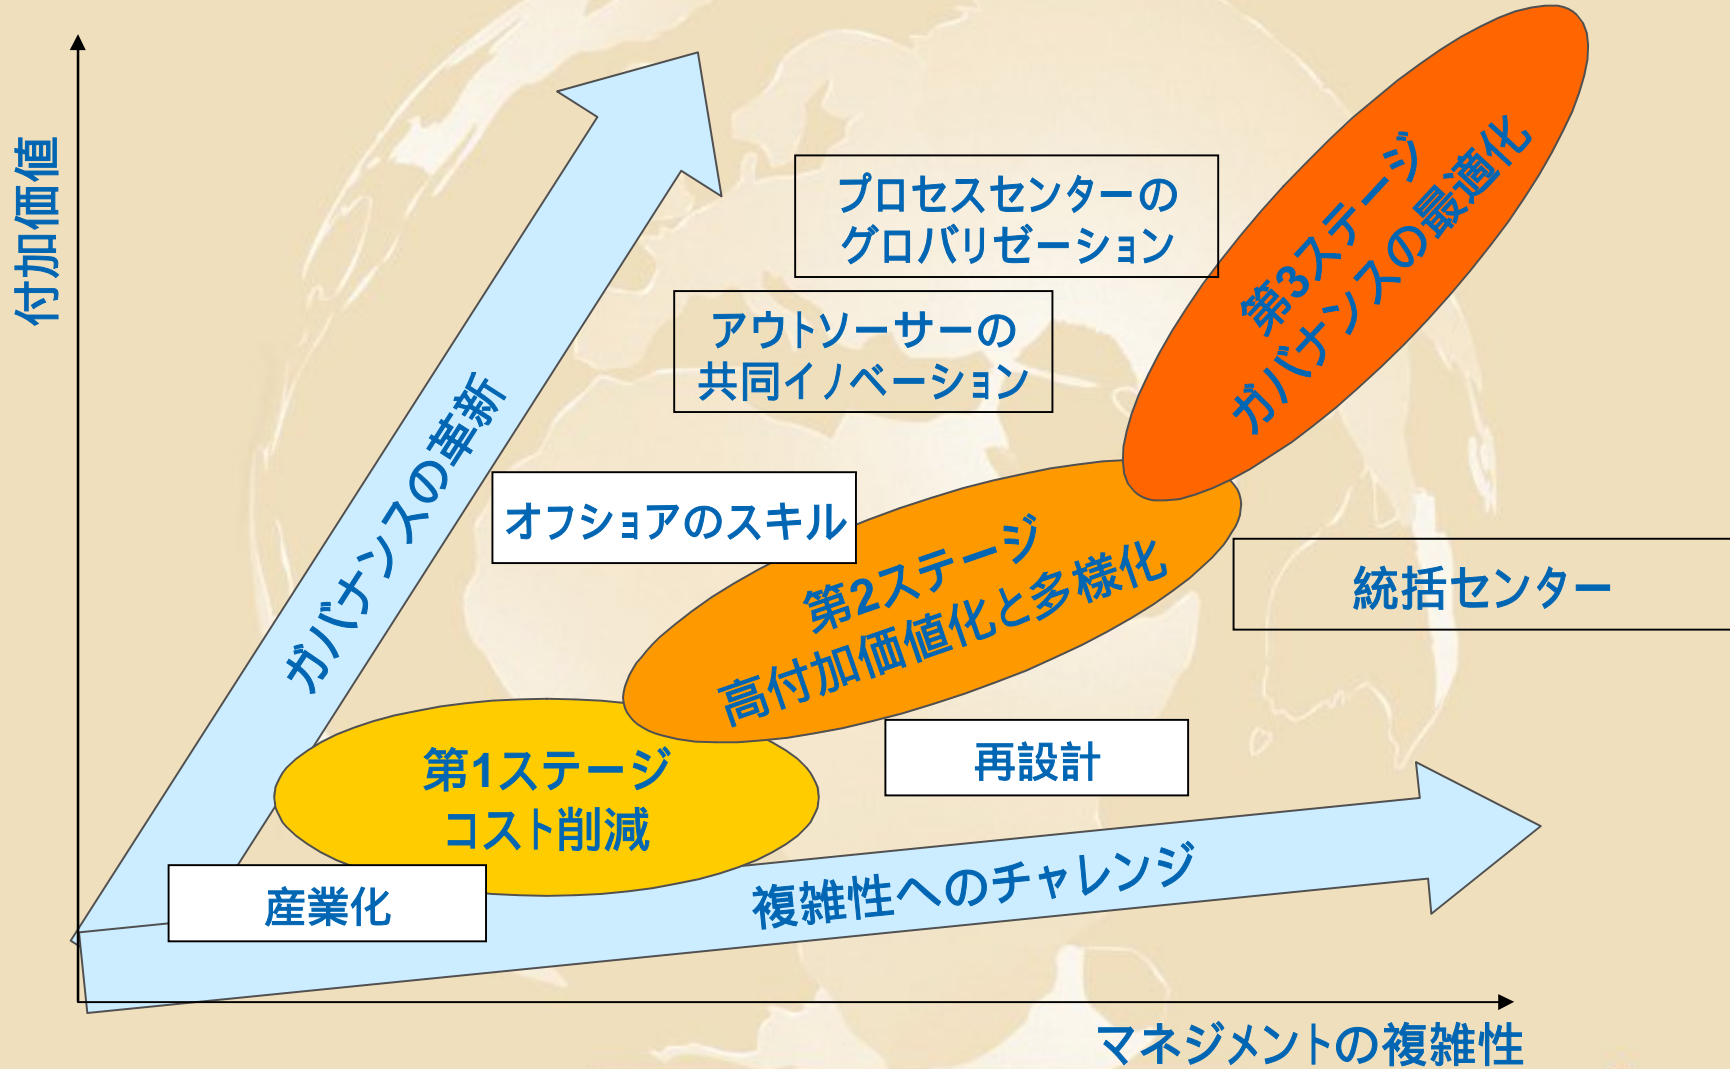 付加価値
ガバナンスの革新
プロセスセンターの
グロバリゼーション
アウトソーサーの
共同イノベーション
第3ステージ
ガバナンスの最適化
オフショアのスキル
第2ステージ
高付加価値化と多様化
統括センター
再設計
第1ステージ
コスト削減
産業化
複雑性へのチャレンジ
マネジメントの複雑性